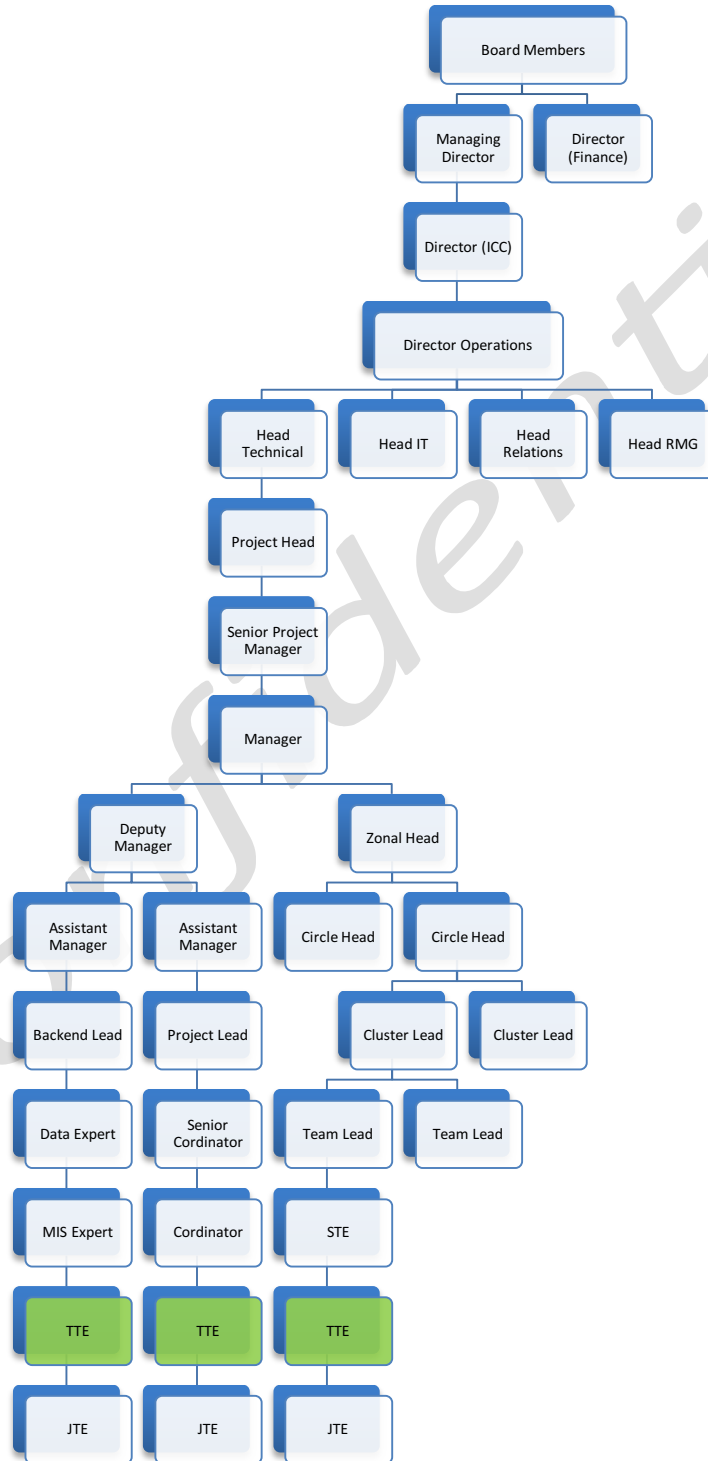 Board Members
Managing
Director
Director
(Finance)
Director (ICC)
Director Operations
Head
Technical
Head IT
Head
Relations
Head RMG
Project Head
Senior Project
Manager
Manager
Deputy
Manager
Zonal Head
Assistant
Manager
Assistant
Manager
Circle Head
Circle Head
Backend Lead
Project Lead
Cluster Lead
Cluster Lead
Data Expert
Senior
Cordinator
Team Lead
Team Lead
MIS Expert
Cordinator
STE
TTE
TTE
TTE
JTE
JTE
JTE